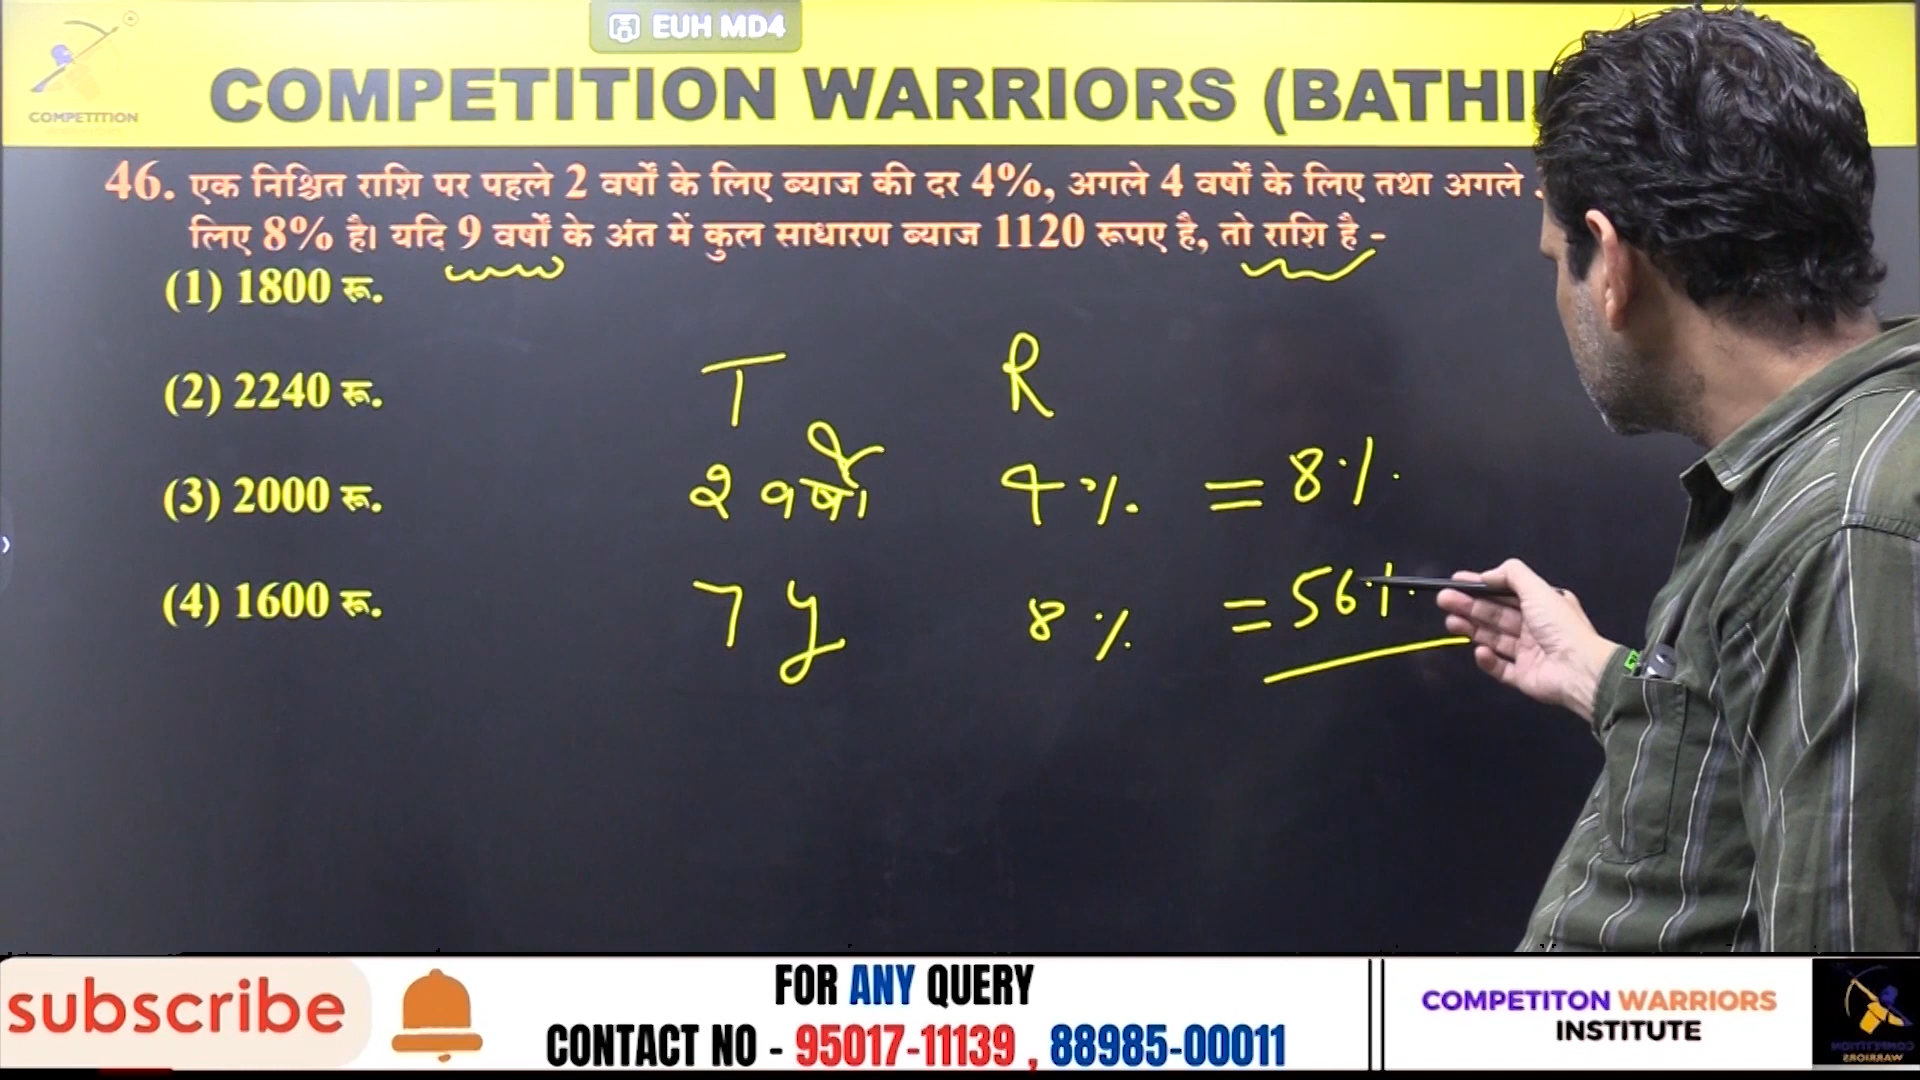 EUH MD4
COMPETITION
COMPETITION WARRIORS (BATHI
46. एक निश्चित राशि पर पहले 2 वर्षों के लिए ब्याज की दर 4%, अगले 4 वर्षों के लिए तथा अगले
लिए 8% है। यदि 9 वर्षों के अंत में कुल साधारण ब्याज 1120 रूपए है, तो राशि है -
(1) 1800 रू.
(2) 2240 रू.
(3) 2000 रू.
(4) 1600 रू.
T R
2 वर्षो 4% = 8%
7 y 8% = 56%
subscribe
FOR ANY QUERY
CONTACT NO - 95017-11139 , 88985-00011
COMPETITON WARRIORS
INSTITUTE